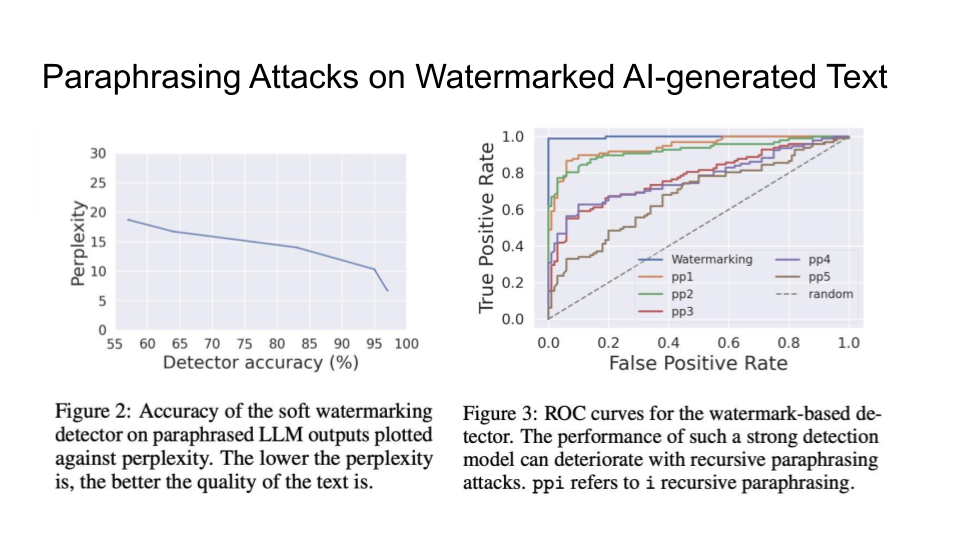 Paraphrasing Attacks on Watermarked AI-generated Text
30
25
20
15
10
5
0
Perplexity
55 60 65 70 75 80 85 90 95 100
Detector accuracy (%)
Figure 2: Accuracy of the soft watermarking
detector on paraphrased LLM outputs plotted
against perplexity. The lower the perplexity
is, the better the quality of the text is.
1.0
0.8
0.6
0.4
0.2
0.0
True Positive Rate
Watermarking
pp1
pp2
pp3
pp4
pp5
random
0.0 0.2 0.4 0.6 0.8 1.0
False Positive Rate
Figure 3: ROC curves for the watermark-based de-
tector. The performance of such a strong detection
model can deteriorate with recursive paraphrasing
attacks. ppi refers to i recursive paraphrasing.